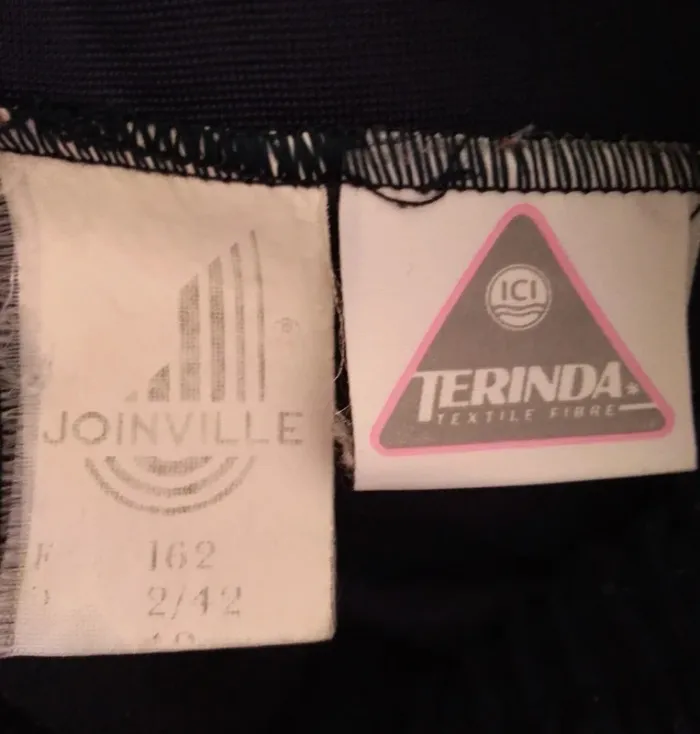 ®
JOINVILLE
F 162
2/42
ICI
TERINDA*
TEXTILE FIBRE